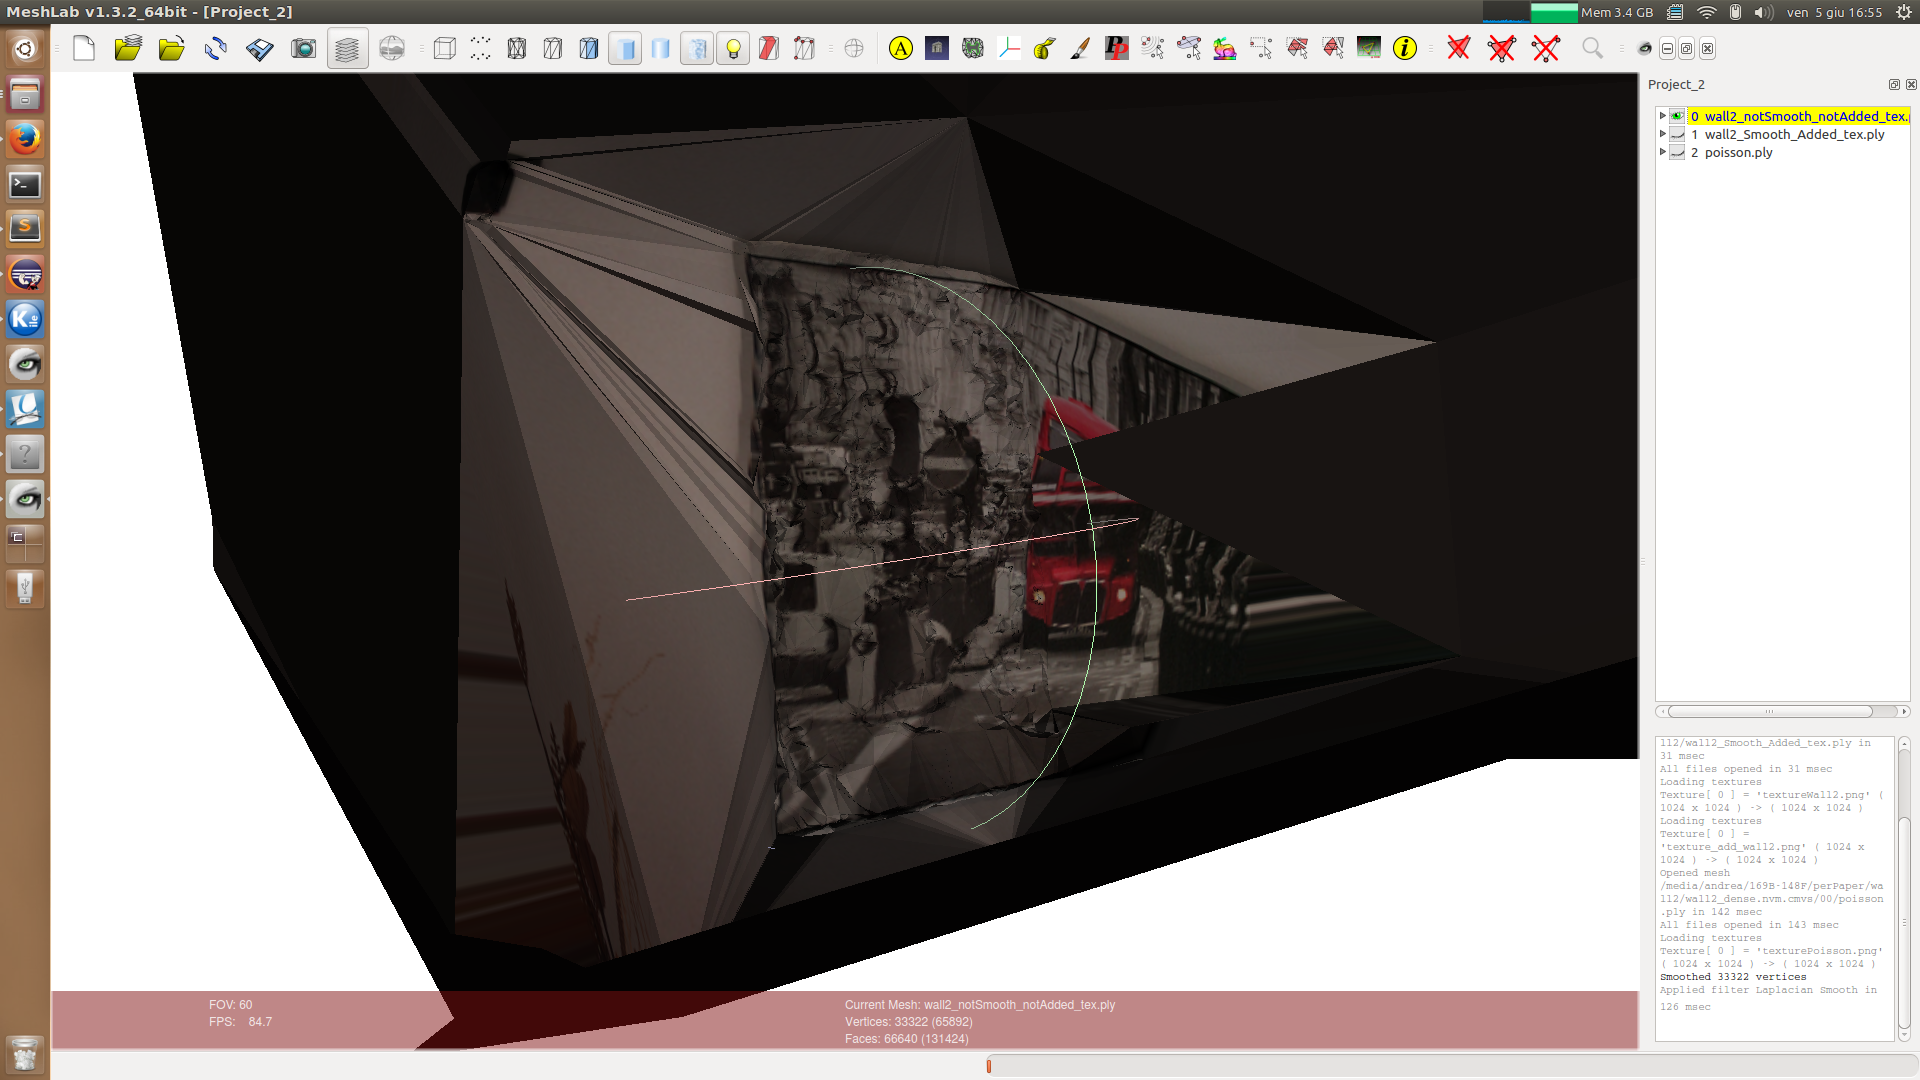 MeshLab v1.3.2_64bit - [Project_2]
Mem 3.4 GB
ven 5 giu 16:55
Project_2
0 wall2_notSmooth_notAdded_tex.
1 wall2_Smooth_Added_tex.ply
2 poisson.ply
ll2/wall2_Smooth_Added_tex.ply in
31 msec
All files opened in 31 msec
Loading textures
Texture[ 0 ] = 'textureWall2.png' (
1024 x 1024 ) -> ( 1024 x 1024 )
Loading textures
Texture[ 0 ] =
'texture_add_wall2.png' ( 1024 x
1024 ) -> ( 1024 x 1024 )
Opened mesh
/media/andrea/169B-148F/perPaper/wa
ll2/wall2_dense.nvm.cmvs/00/poisson
.ply in 142 msec
All files opened in 143 msec
Loading textures
Texture[ 0 ] = 'texturePoisson.png'
( 1024 x 1024 ) -> ( 1024 x 1024 )
Smoothed 33322 vertices
Applied filter Laplacian Smooth in
126 msec
FOV: 60
FPS: 84.7
Current Mesh: wall2_notSmooth_notAdded_tex.ply
Vertices: 33322 (65892)
Faces: 66640 (131424)